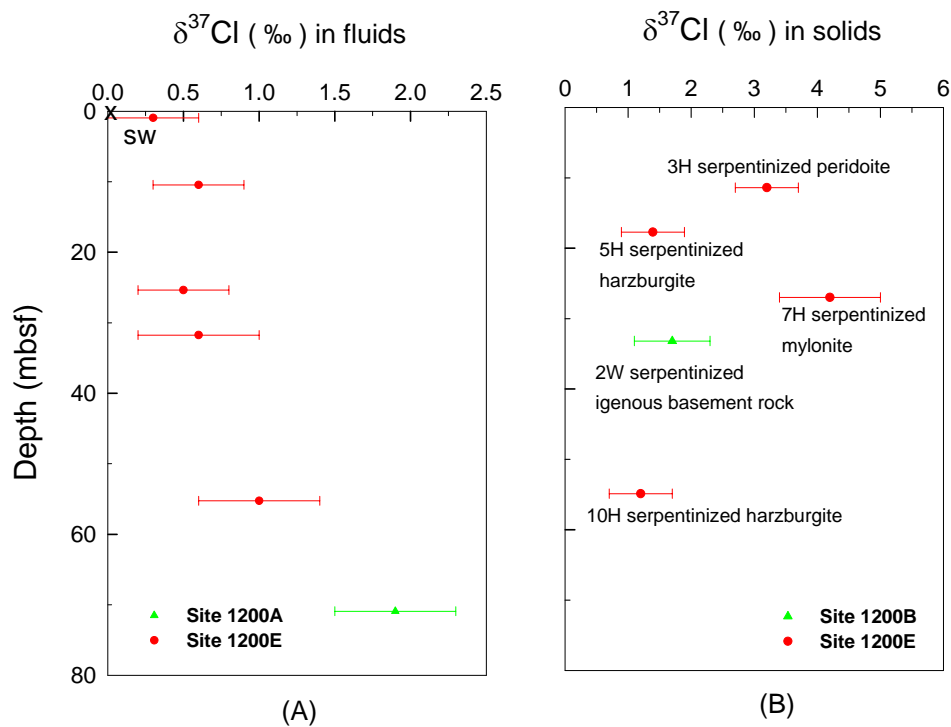 δ³⁷Cl ( ‰ ) in fluids
0.0 0.5 1.0 1.5 2.0 2.5
0
20
40
60
80
Depth (mbsf)
x
sw
Site 1200A
Site 1200E
(A)
δ³⁷Cl ( ‰ ) in solids
0 1 2 3 4 5 6
3H serpentinized peridoite
5H serpentinized
harzburgite
7H serpentinized
mylonite
2W serpentinized
igenous basement rock
10H serpentinized harzburgite
Site 1200B
Site 1200E
(B)